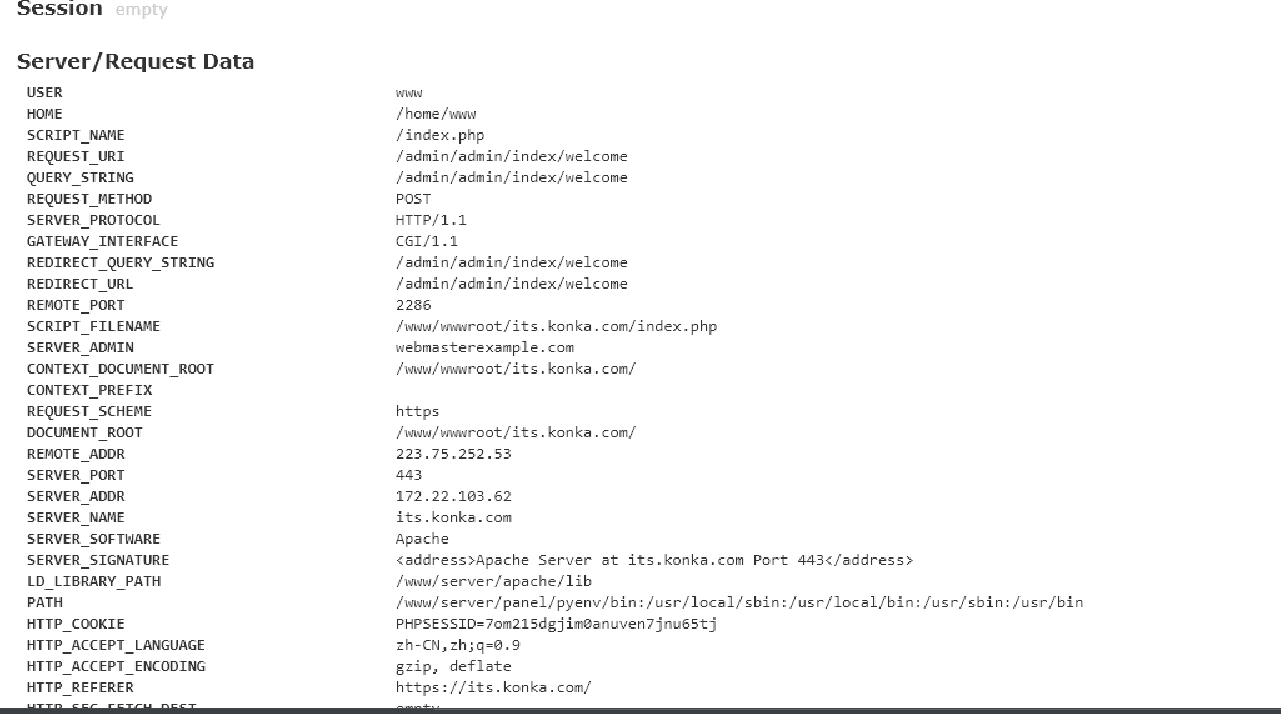 Session empty
Server/Request Data
USER www
HOME /home/www
SCRIPT_NAME /index.php
REQUEST_URI /admin/admin/index/welcome
QUERY_STRING /admin/admin/index/welcome
REQUEST_METHOD POST
SERVER_PROTOCOL HTTP/1.1
GATEWAY_INTERFACE CGI/1.1
REDIRECT_QUERY_STRING /admin/admin/index/welcome
REDIRECT_URL /admin/admin/index/welcome
REMOTE_PORT 2286
SCRIPT_FILENAME /www/wwwroot/its.konka.com/index.php
SERVER_ADMIN webmasterexample.com
CONTEXT_DOCUMENT_ROOT /www/wwwroot/its.konka.com/
CONTEXT_PREFIX
REQUEST_SCHEME https
DOCUMENT_ROOT /www/wwwroot/its.konka.com/
REMOTE_ADDR 223.75.252.53
SERVER_PORT 443
SERVER_ADDR 172.22.103.62
SERVER_NAME its.konka.com
SERVER_SOFTWARE Apache
SERVER_SIGNATURE <address>Apache Server at its.konka.com Port 443</address>
LD_LIBRARY_PATH /www/server/apache/lib
PATH /www/server/panel/pyenv/bin:/usr/local/sbin:/usr/local/bin:/usr/sbin:/usr/bin
HTTP_COOKIE PHPSESSID=7om215dgjim0anuven7jnu65tj
HTTP_ACCEPT_LANGUAGE zh-CN,zh;q=0.9
HTTP_ACCEPT_ENCODING gzip, deflate
HTTP_REFERER https://its.konka.com/
HTTP_SEC_FETCH_DEST empty